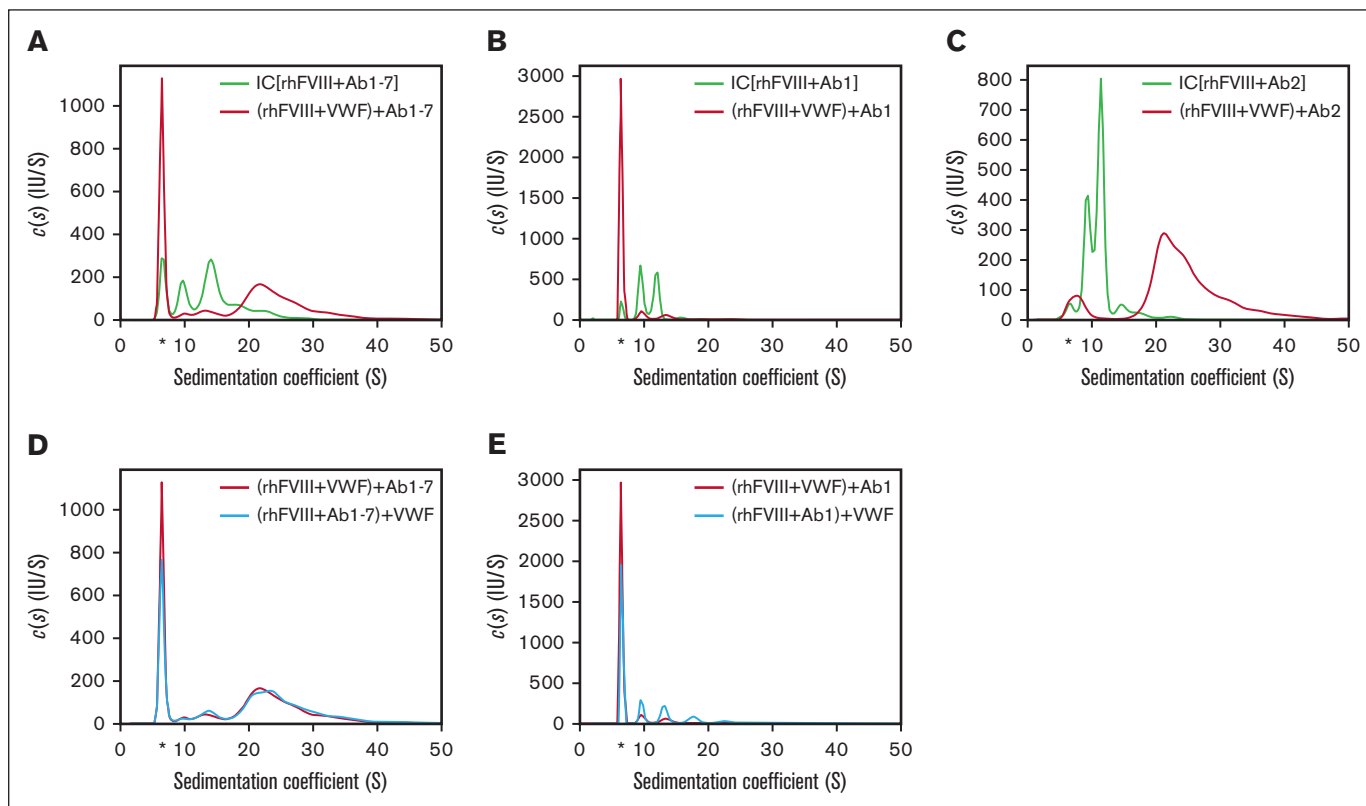 A
IC[rhFVIII+Ab1-7]
(rhFVIII+VWF)+Ab1-7
c(s) (IU/S)
1000
800
600
400
200
0
0 * 10 20 30 40 50
Sedimentation coefficient (S)
B
IC[rhFVIII+Ab1]
(rhFVIII+VWF)+Ab1
c(s) (IU/S)
3000
2500
2000
1500
1000
500
0
0 * 10 20 30 40 50
Sedimentation coefficient (S)
C
IC[rhFVIII+Ab2]
(rhFVIII+VWF)+Ab2
c(s) (IU/S)
800
700
600
500
400
300
200
100
0
0 * 10 20 30 40 50
Sedimentation coefficient (S)
D
(rhFVIII+VWF)+Ab1-7
(rhFVIII+Ab1-7)+VWF
c(s) (IU/S)
1000
800
600
400
200
0
0 * 10 20 30 40 50
Sedimentation coefficient (S)
E
(rhFVIII+VWF)+Ab1
(rhFVIII+Ab1)+VWF
c(s) (IU/S)
3000
2500
2000
1500
1000
500
0
0 * 10 20 30 40 50
Sedimentation coefficient (S)